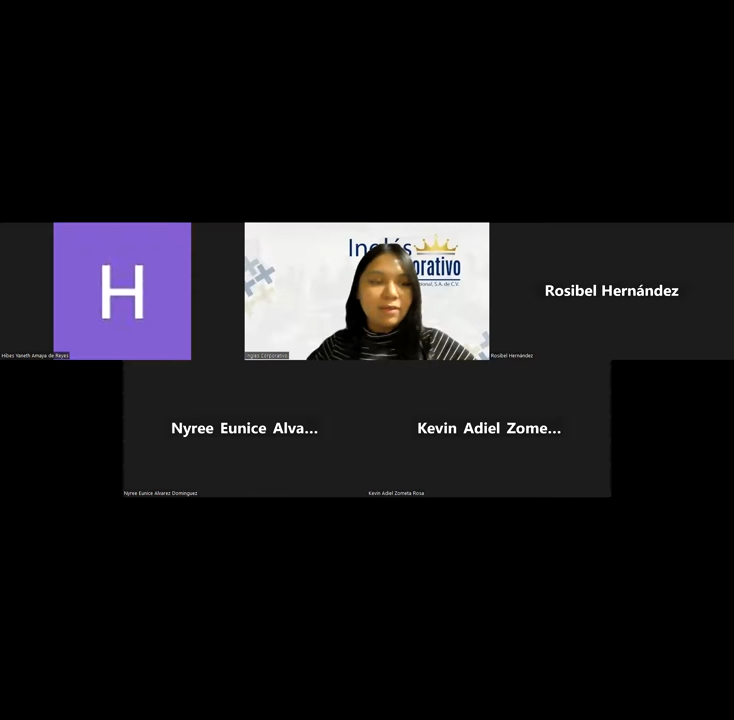 H
Hibes Yaneth Amaya de Reyes
Inglés
orativo
ional, S.A. de C.V.
Inglés Corporativo
Rosibel Hernández
Rosibel Hernández
Nyree Eunice Alva...
Nyree Eunice Alvarez Dominguez
Kevin Adiel Zome...
Kevin Adiel Zometa Rosa